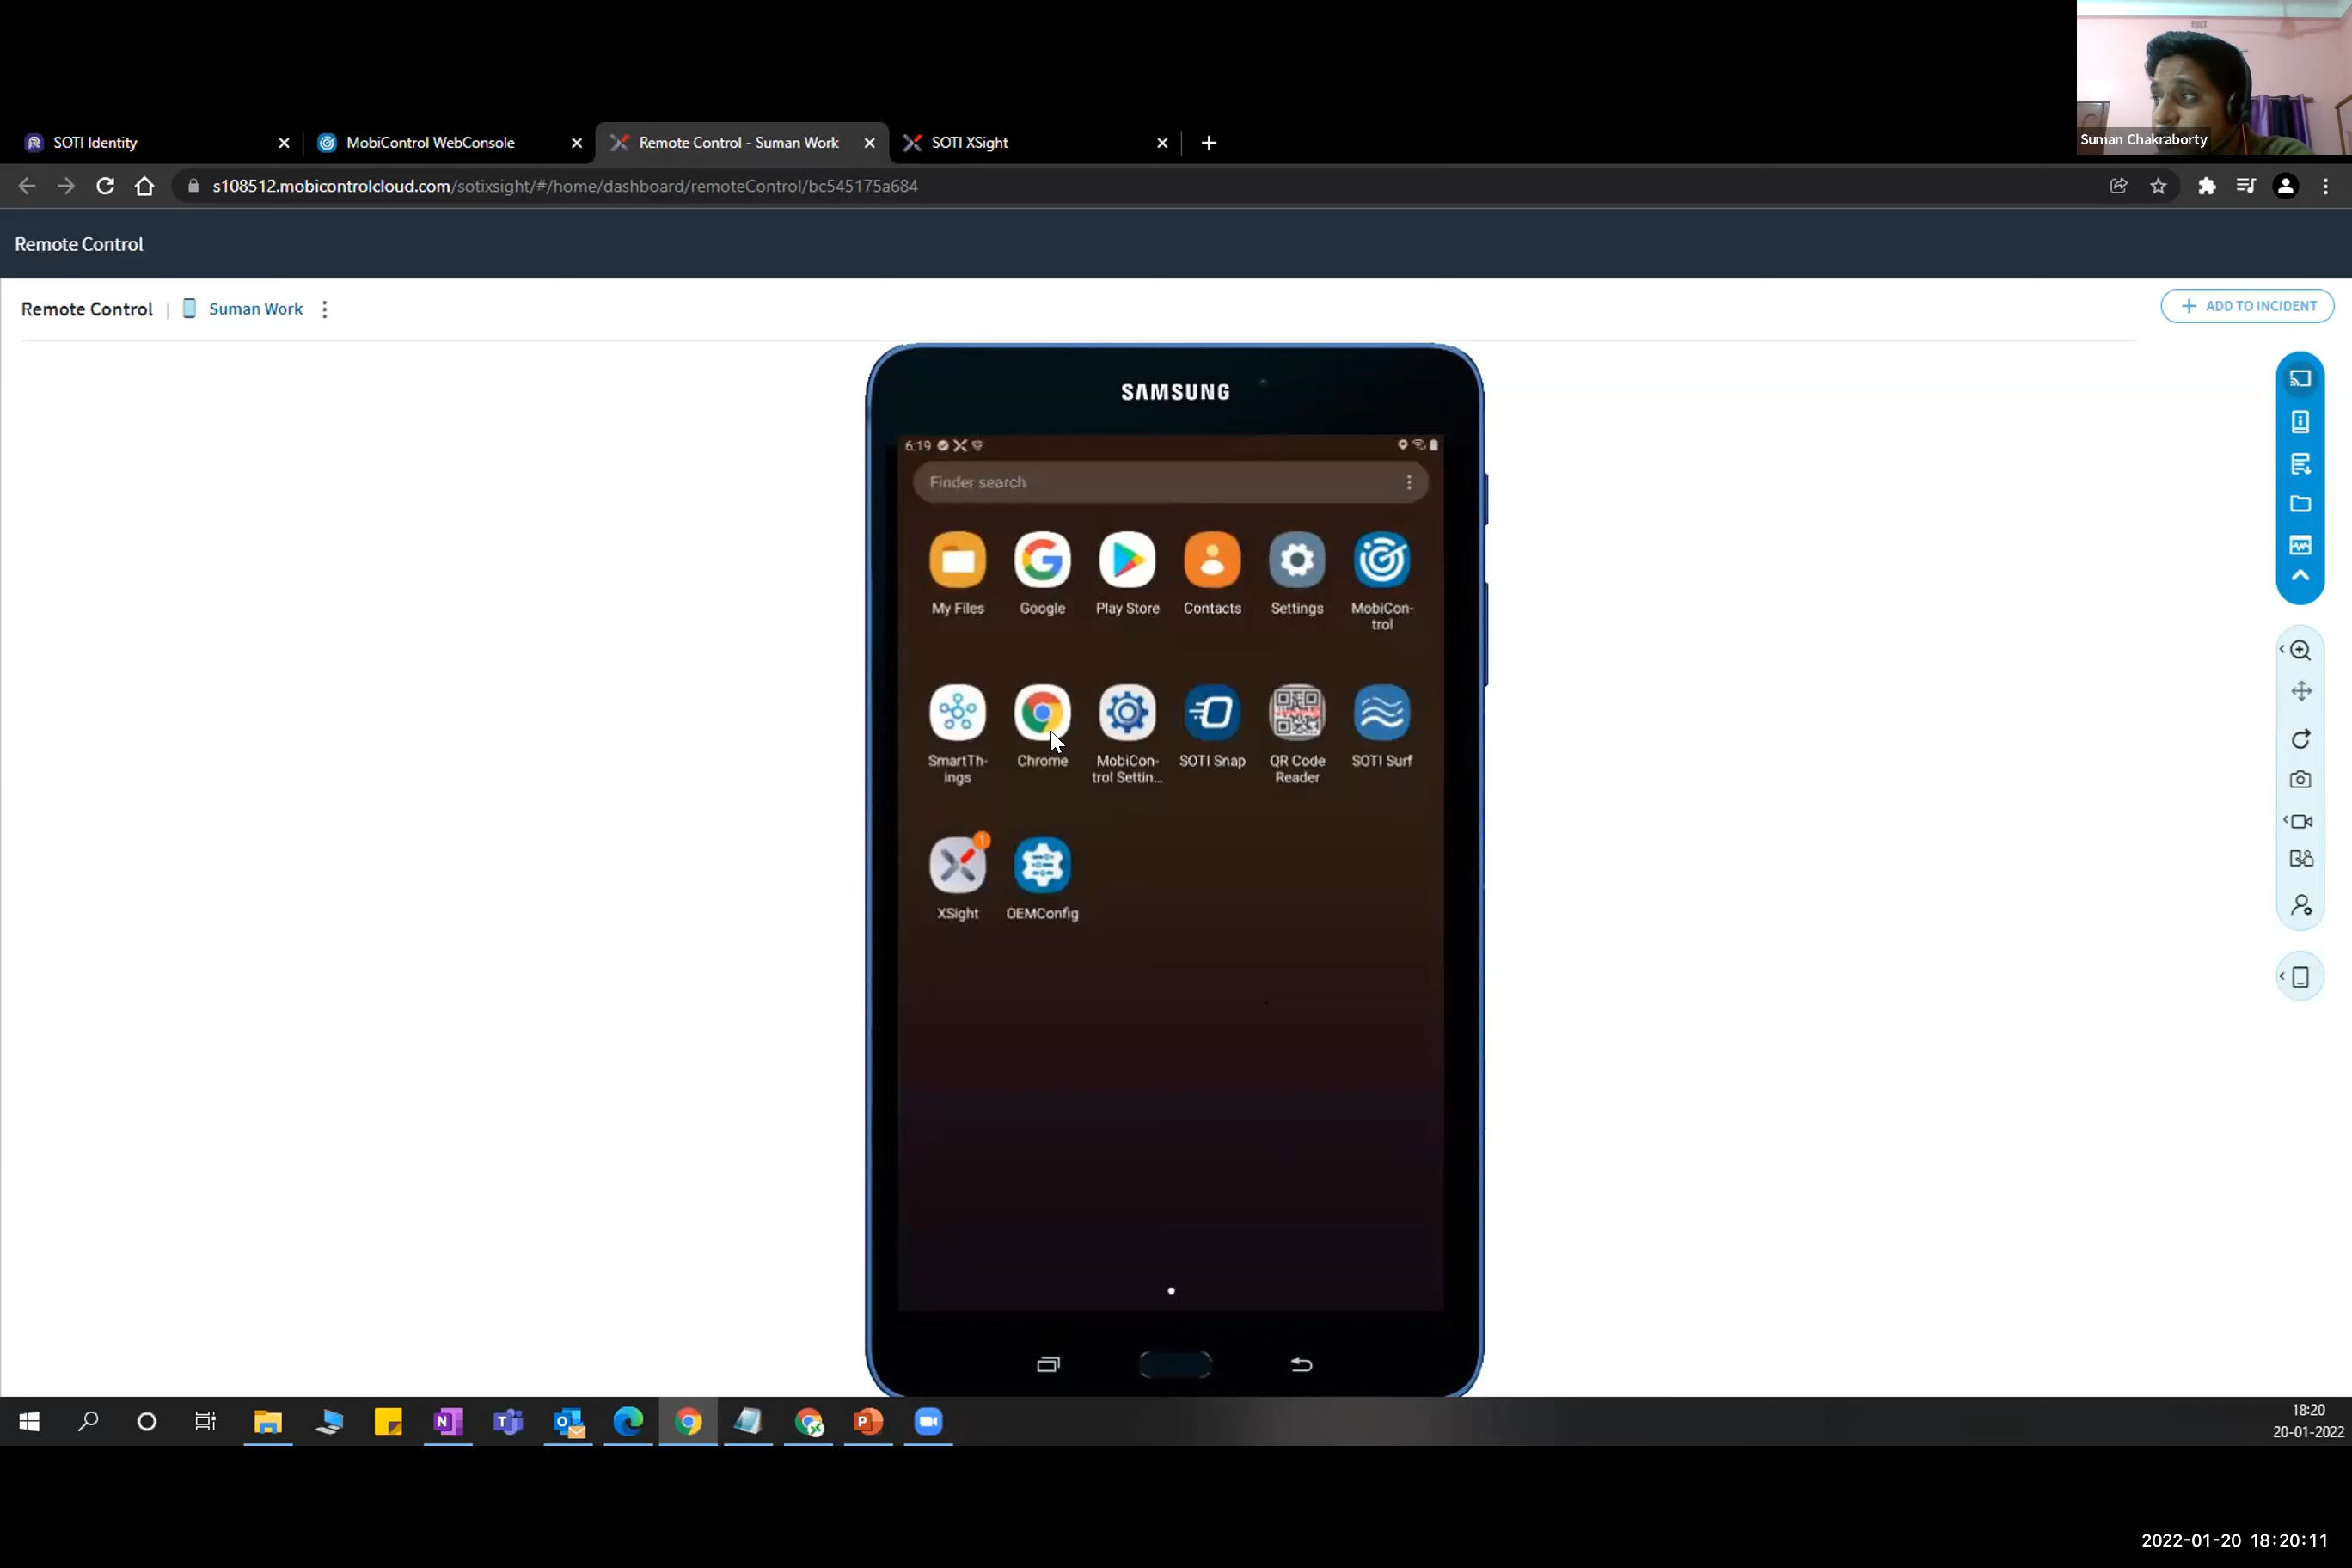 Suman Chakraborty
SOTI Identity
MobiControl WebConsole
Remote Control - Suman Work
SOTI XSight
s108512.mobicontrolcloud.com/sotixsight/#/home/dashboard/remoteControl/bc545175a684
Remote Control
Remote Control | Suman Work
ADD TO INCIDENT
SAMSUNG
6:19
Finder search
My Files
Google
Play Store
Contacts
Settings
MobiCon-
trol
SmartTh-
ings
Chrome
MobiCon-
trol Settin...
SOTI Snap
QR Code
Reader
SOTI Surf
1
XSight
OEMConfig
18:20
20-01-2022
2022-01-20 18:20:11